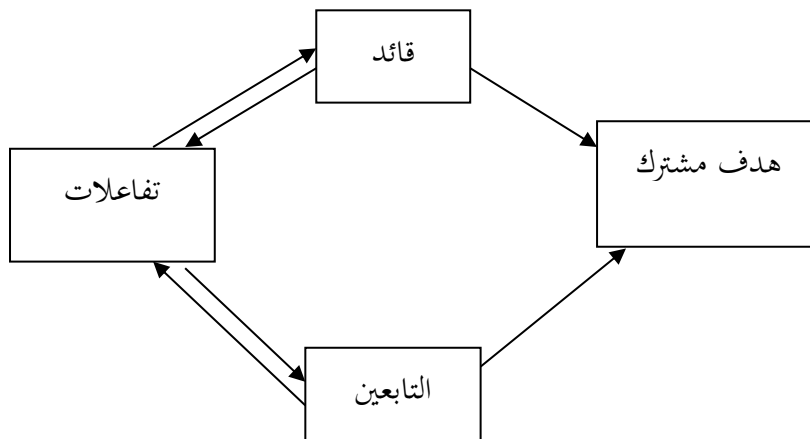 قائد
هدف مشترك
تفاعلات
التابعين